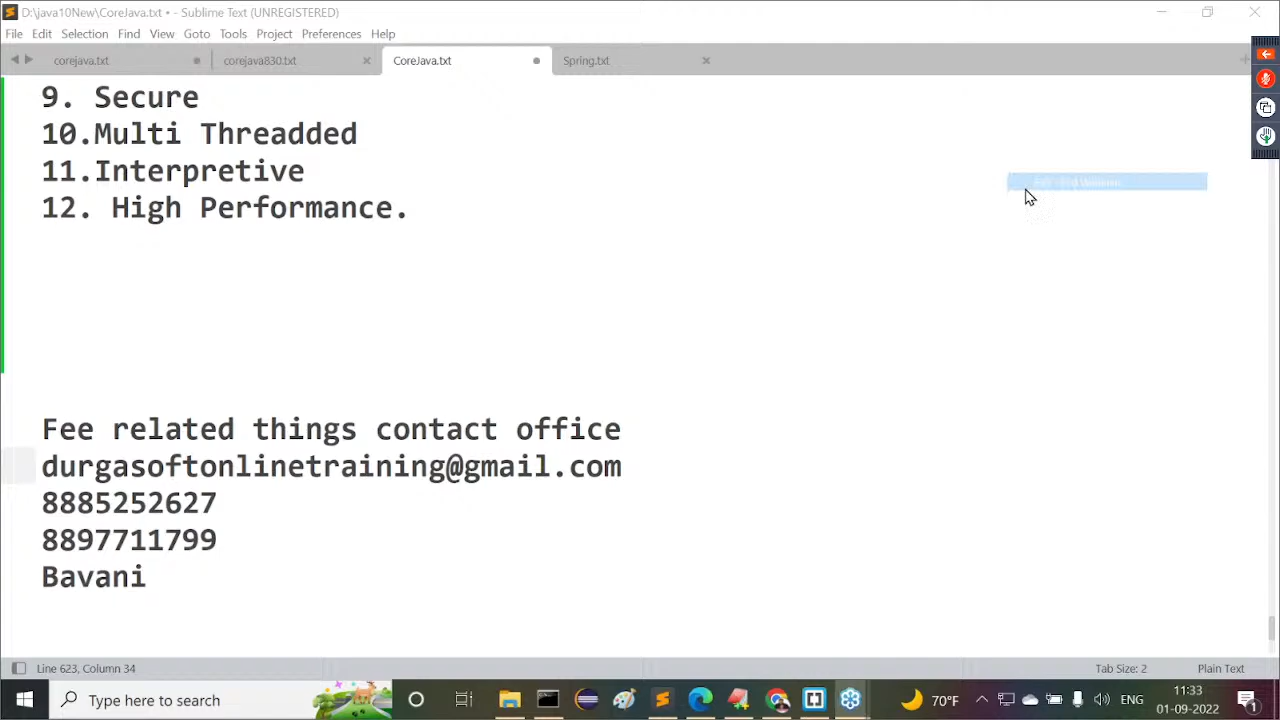 D:\java10New\CoreJava.txt • - Sublime Text (UNREGISTERED)
File Edit Selection Find View Goto Tools Project Preferences Help
corejava.txt corejava830.txt CoreJava.txt Spring.txt
9. Secure
10.Multi Threadded
11.Interpretive
12. High Performance.
Fee related things contact office
durgasoftonlinetraining@gmail.com
8885252627
8897711799
Bavani
Line 623, Column 34 Tab Size: 2 Plain Text
Type here to search 70°F ENG 11:33
01-09-2022 1